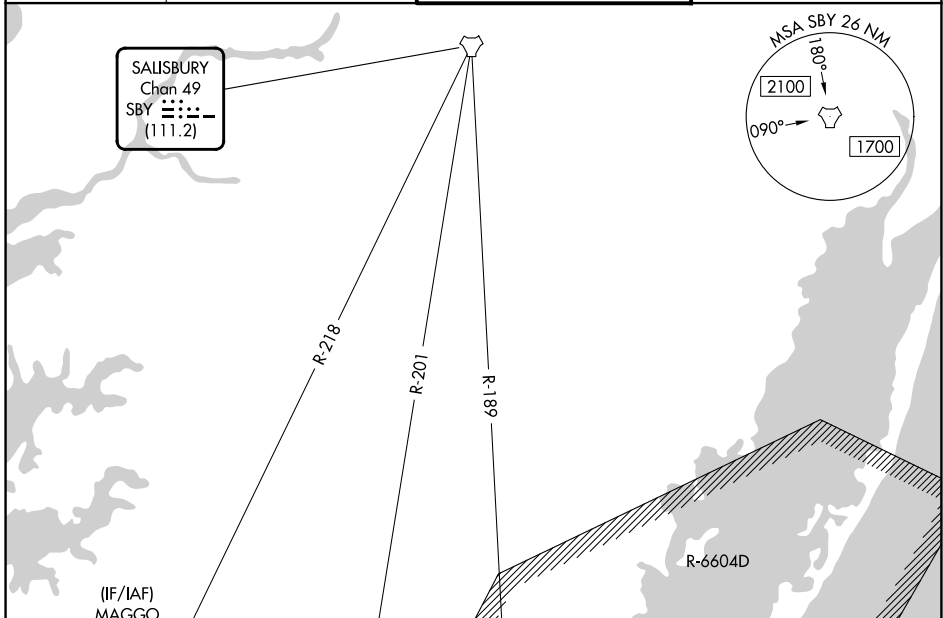 SALISBURY
Chan 49
SBY
(111.2)
MSA SBY 26 NM
180°
2100
090°
1700
R-218
R-201
R-189
R-6604D
(IF/IAF)
MAGGO